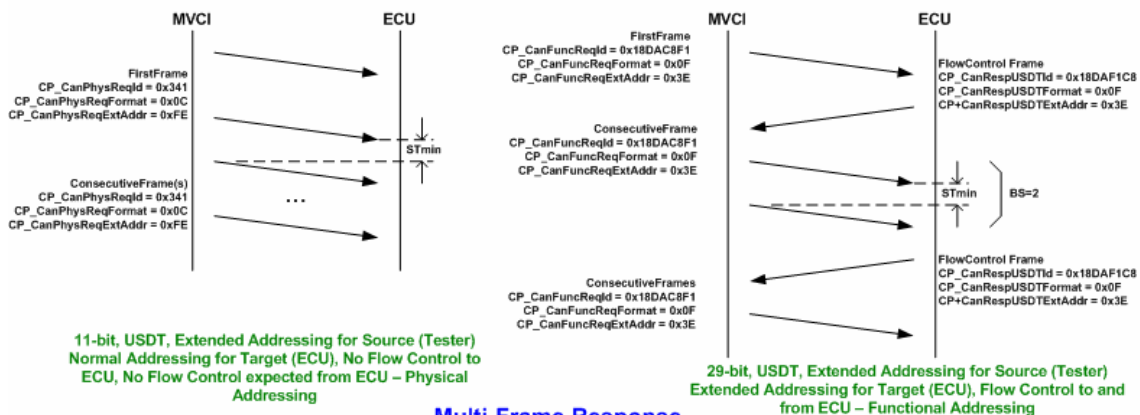 MVCI
ECU
FirstFrame
CP_CanPhysReqId = 0x341
CP_CanPhysReqFormat = 0x0C
CP_CanPhysReqExtAddr = 0xFE
STmin
ConsecutiveFrame(s)
CP_CanPhysReqId = 0x341
CP_CanPhysReqFormat = 0x0C
CP_CanPhysReqExtAddr = 0xFE
...
11-bit, USDT, Extended Addressing for Source (Tester)
Normal Addressing for Target (ECU), No Flow Control to
ECU, No Flow Control expected from ECU – Physical
Addressing
MVCI
ECU
FirstFrame
CP_CanFuncReqId = 0x18DAC8F1
CP_CanFuncReqFormat = 0x0F
CP_CanFuncReqExtAddr = 0x3E
FlowControl Frame
CP_CanRespUSDTId = 0x18DAF1C8
CP_CanRespUSDTFormat = 0x0F
CP+CanRespUSDTExtAddr = 0x3E
ConsecutiveFrame
CP_CanFuncReqId = 0x18DAC8F1
CP_CanFuncReqFormat = 0x0F
CP_CanFuncReqExtAddr = 0x3E
STmin
BS=2
FlowControl Frame
CP_CanRespUSDTId = 0x18DAF1C8
CP_CanRespUSDTFormat = 0x0F
CP+CanRespUSDTExtAddr = 0x3E
ConsecutiveFrames
CP_CanFuncReqId = 0x18DAC8F1
CP_CanFuncReqFormat = 0x0F
CP_CanFuncReqExtAddr = 0x3E
29-bit, USDT, Extended Addressing for Source (Tester)
Extended Addressing for Target (ECU), Flow Control to and
from ECU – Functional Addressing
Multi-Frame Response